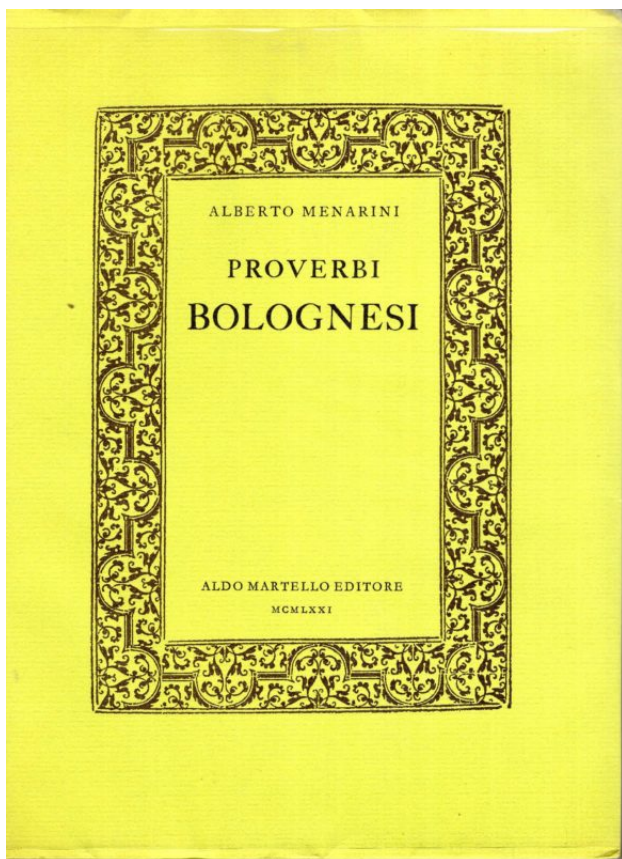 ALBERTO MENARINI
PROVERBI
BOLOGNESI
ALDO MARTELLO EDITORE
MCMLXXI